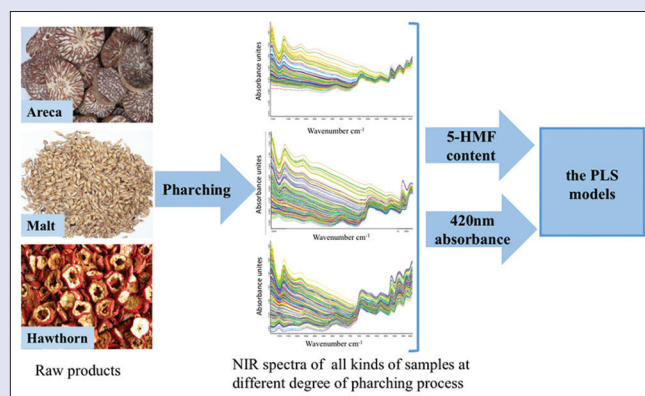 Areca
Malt
Hawthorn
Raw products
Pharching
Absorbance unites
Wavenumber cm-1
Absorbance unites
Wavenumber cm-1
Absorbance unites
Wavenumber cm-1
NIR spectra of all kinds of samples at
different degree of pharching process
5-HMF
content
420nm
absorbance
the PLS
models